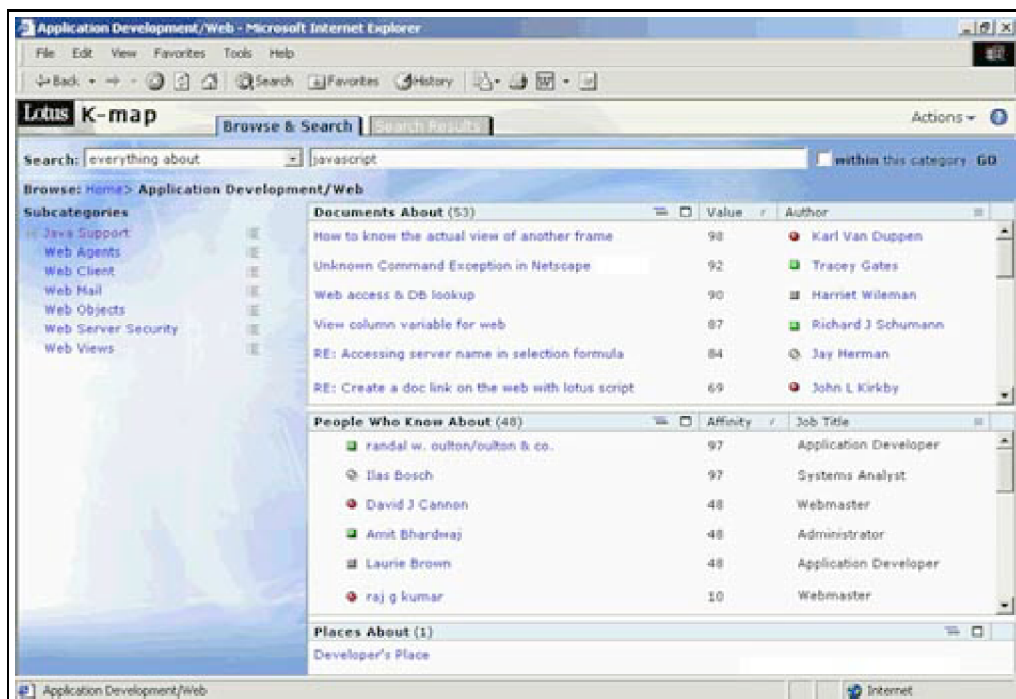 Application Development/Web - Microsoft Internet Explorer
File Edit View Favorites Tools Help
Back Search Favorites History
Lotus K-map Browse & Search Search Results Actions
Search: everything about javascript within this category GO
Browse: Home> Application Development/Web
Subcategories
Java Support
Web Agents
Web Client
Web Mail
Web Objects
Web Server Security
Web Views
Documents About (53) Value Author
How to know the actual view of another frame 98 Karl Van Duppen
Unknown Command Exception in Netscape 92 Tracey Gates
Web access & DB lookup 90 Harriet Wileman
View column variable for web 87 Richard J Schumann
RE: Accessing server name in selection formula 84 Jay Herman
RE: Create a doc link on the web with lotus script 69 John L Kirkby
People Who Know About (48) Affinity Job Title
randal w. oulton/oulton & co. 97 Application Developer
Ilas Bosch 97 Systems Analyst
David J Cannon 48 Webmaster
Amit Bhardwaj 48 Administrator
Laurie Brown 48 Application Developer
raj g kumar 10 Webmaster
Places About (1)
Developer's Place
Application Development/Web Internet